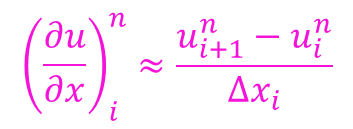 (∂u/∂x)_i^n ≈ (u_{i+1}^n − u_i^n)/Δx_i